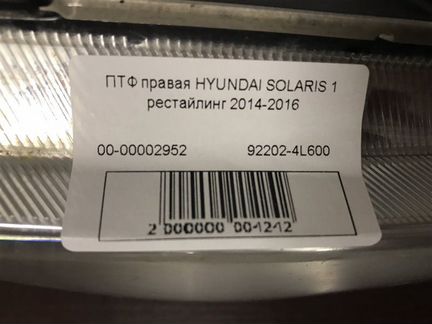 ПТФ правая HYUNDAI SOLARIS 1
рестайлинг 2014-2016
00-00002952 92202-4L600
2 000000 001212